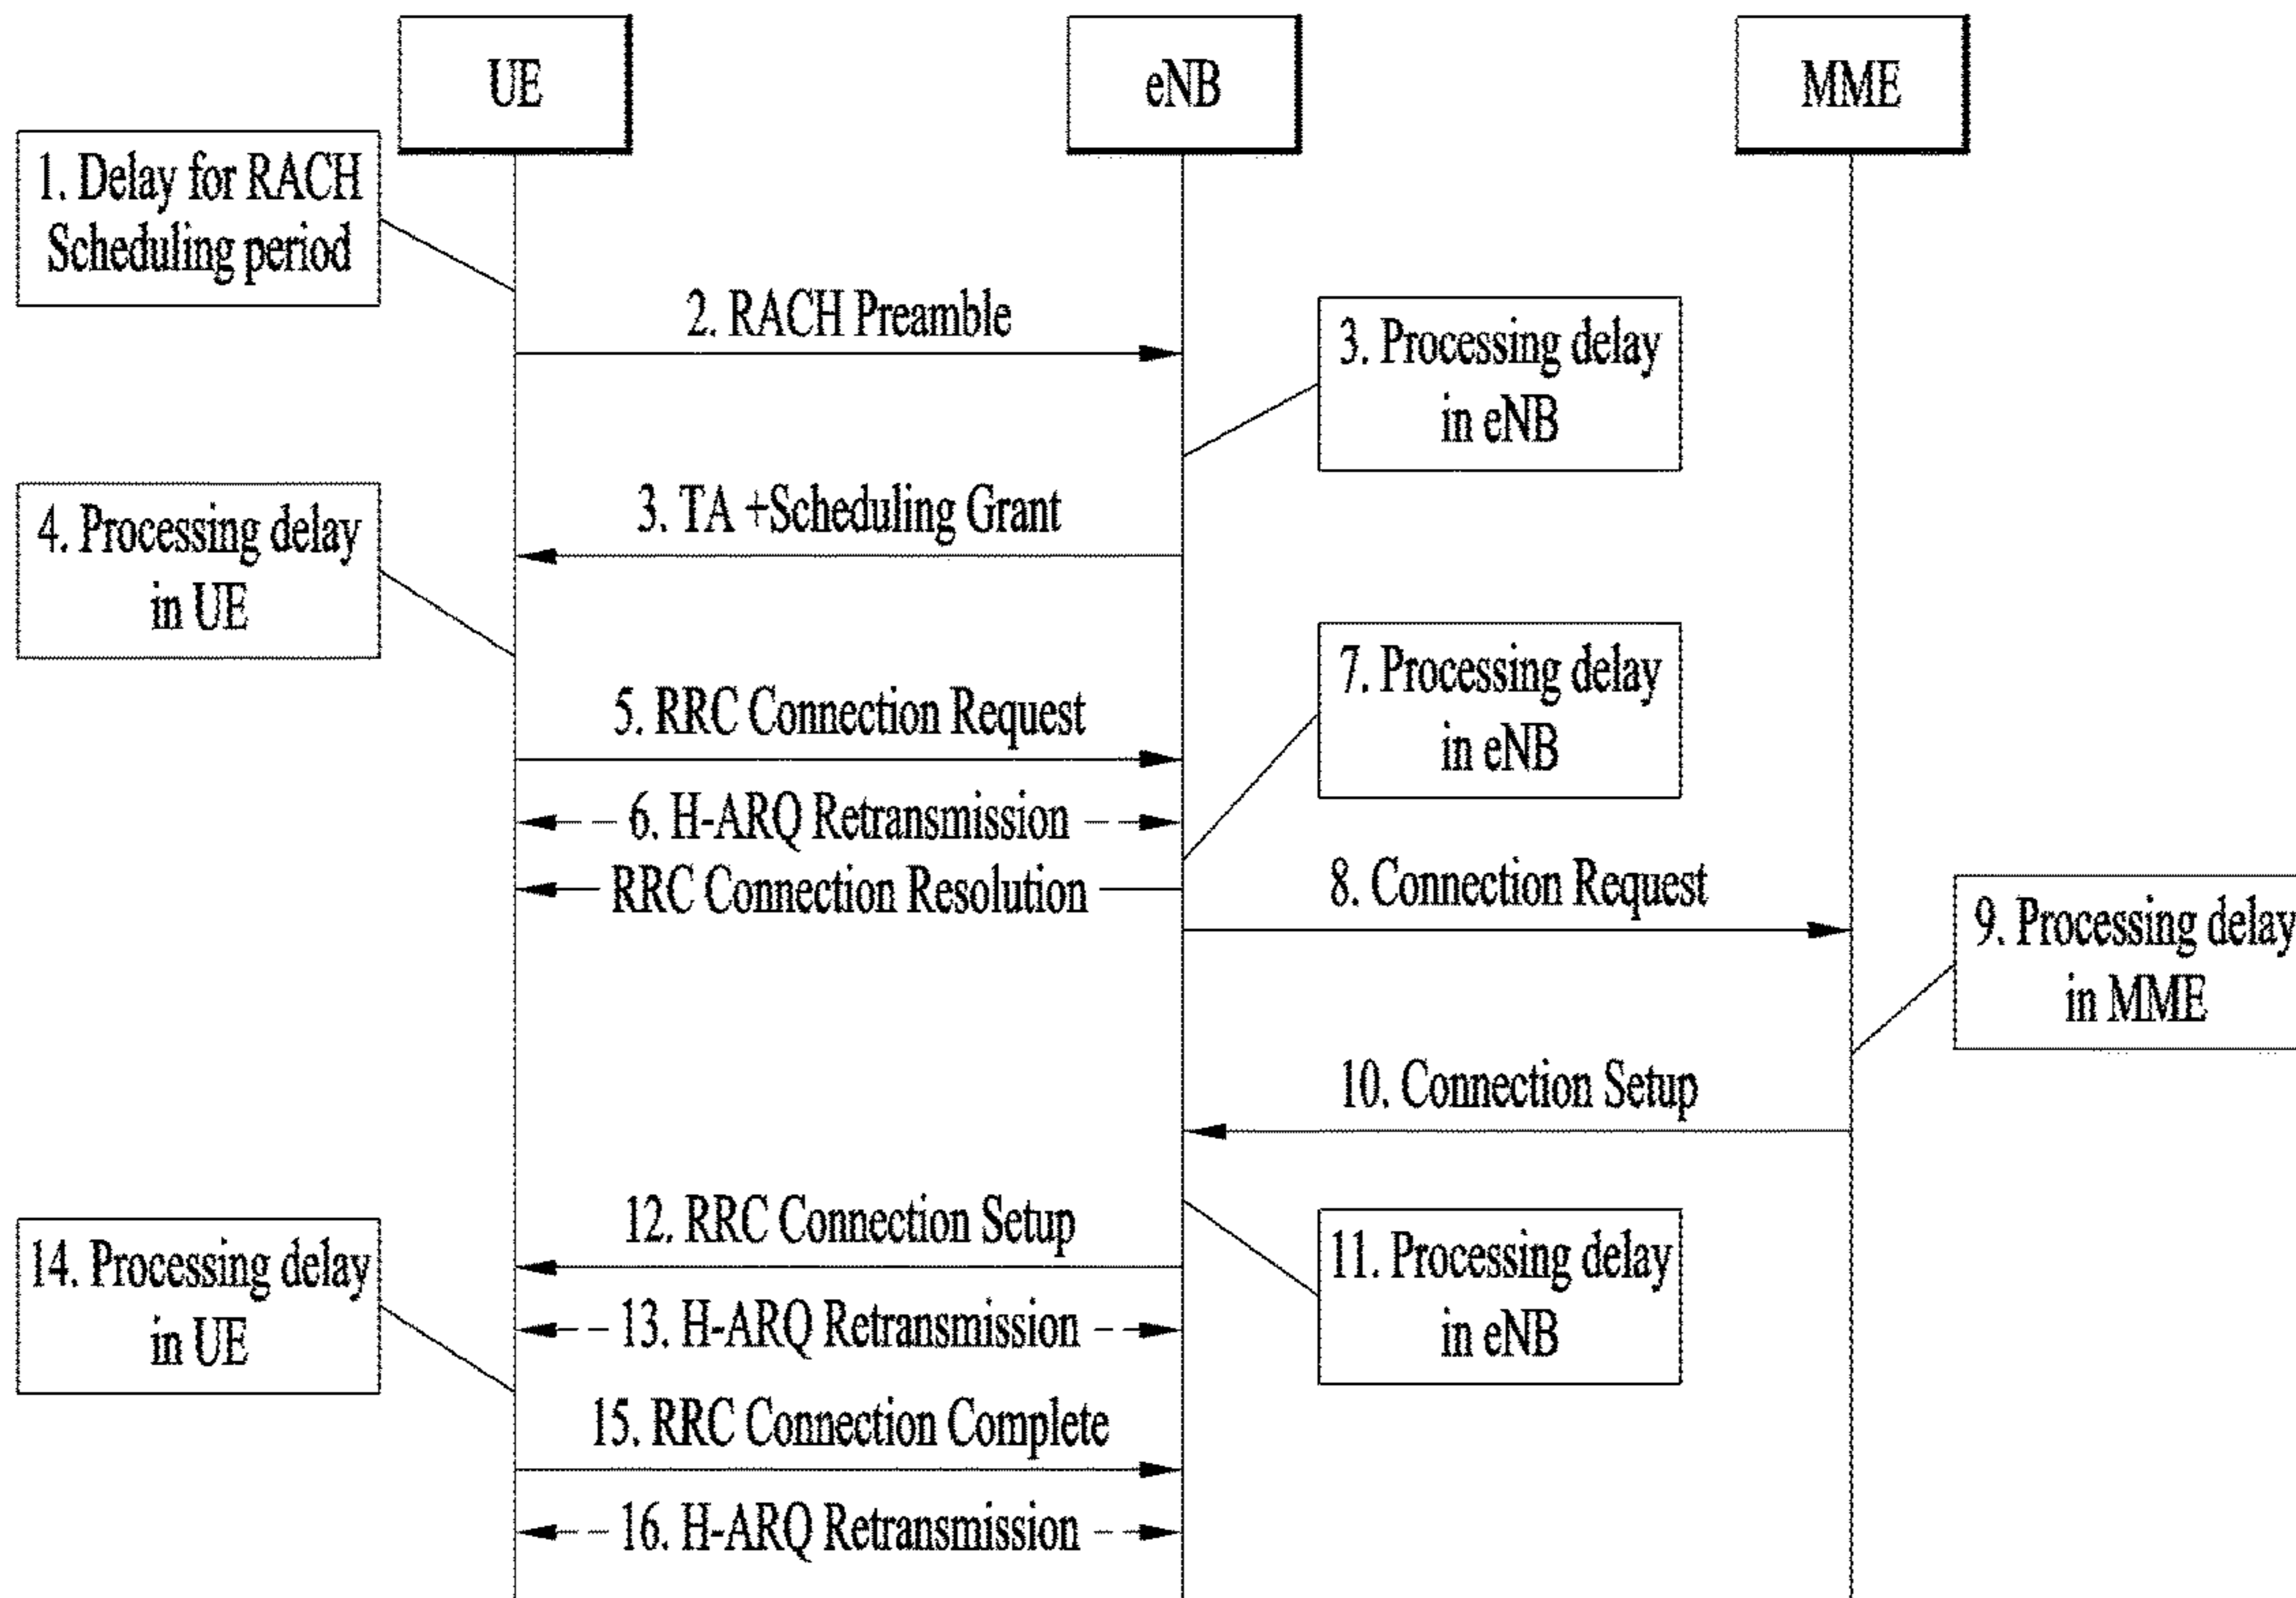 UE
eNB
MME
1. Delay for RACH
Scheduling period
2. RACH Preamble
3. Processing delay
in eNB
3. TA +Scheduling Grant
4. Processing delay
in UE
5. RRC Connection Request
7. Processing delay
in eNB
6. H-ARQ Retransmission
RRC Connection Resolution
8. Connection Request
9. Processing delay
in MME
10. Connection Setup
12. RRC Connection Setup
11. Processing delay
in eNB
14. Processing delay
in UE
13. H-ARQ Retransmission
15. RRC Connection Complete
16. H-ARQ Retransmission